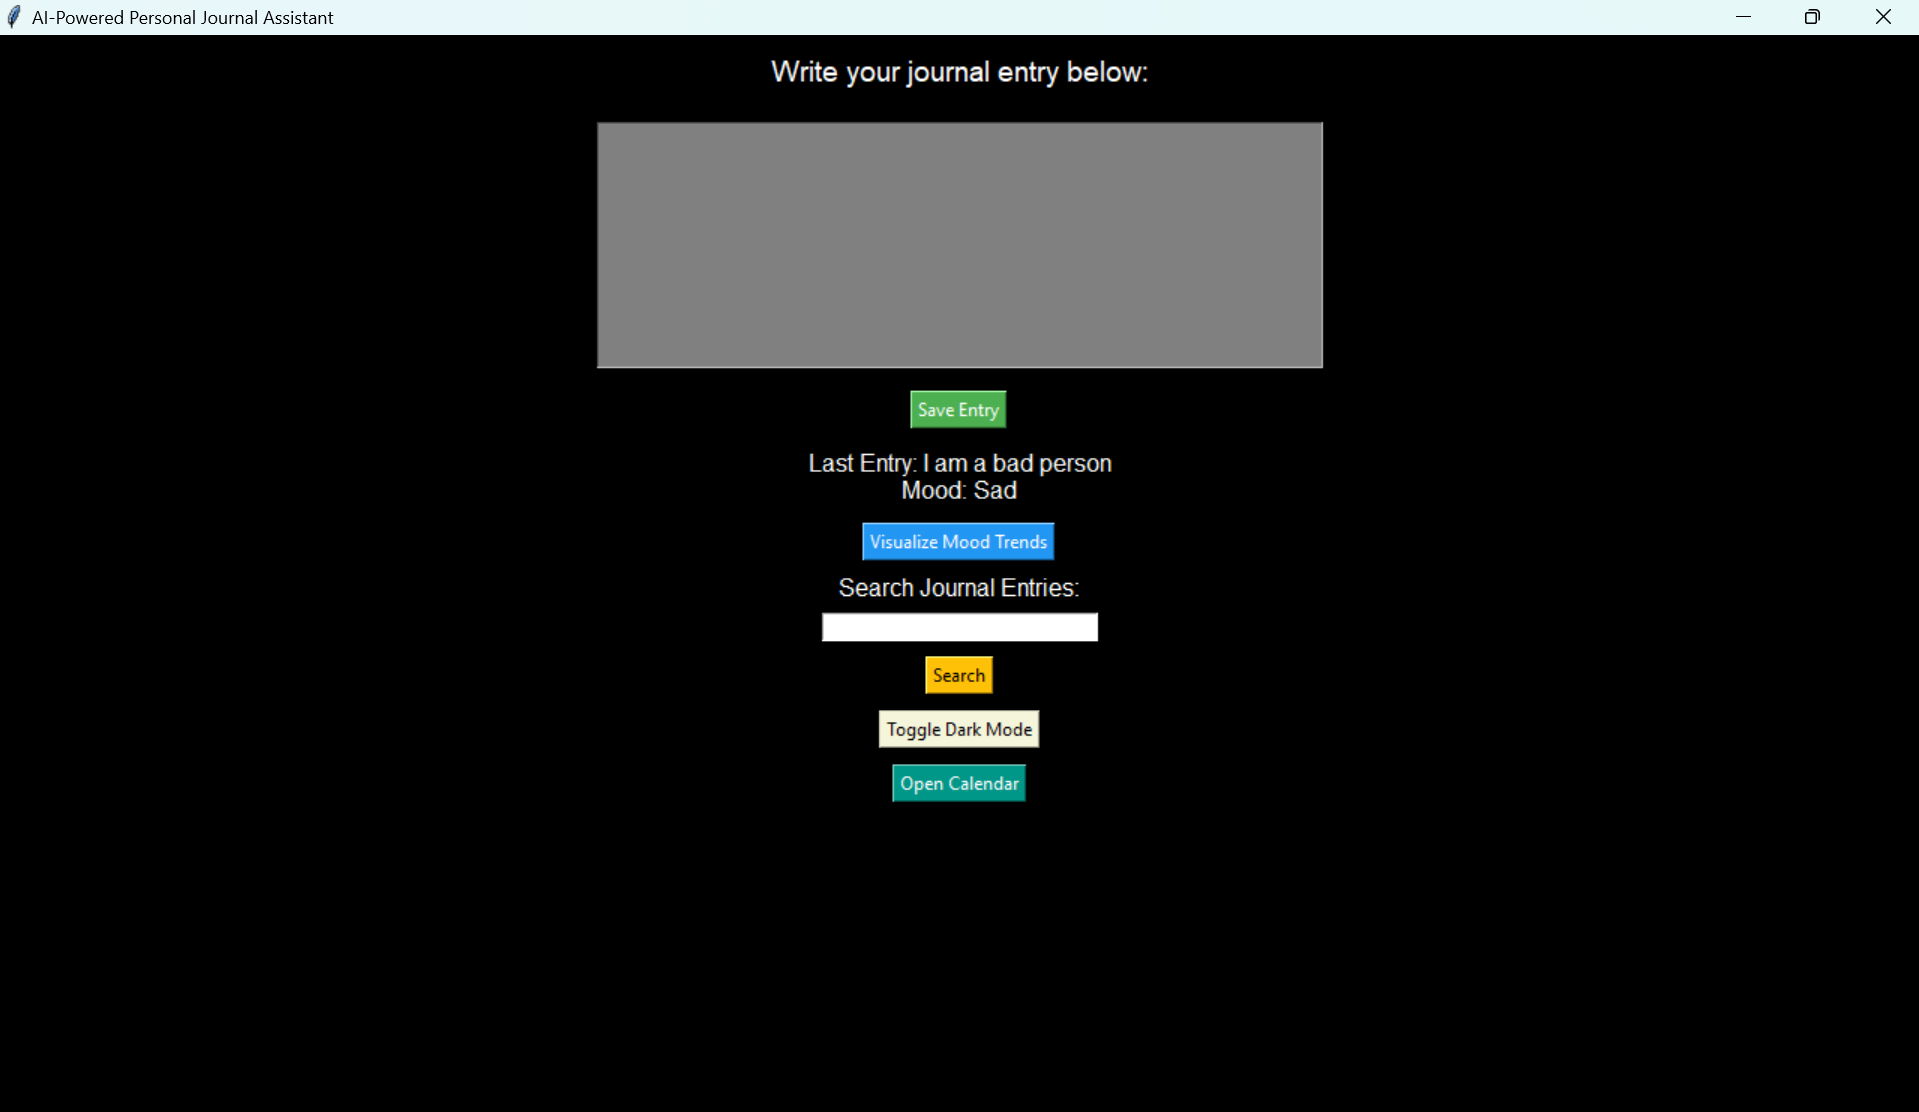 AI-Powered Personal Journal Assistant
Write your journal entry below:
Save Entry
Last Entry: I am a bad person
Mood: Sad
Visualize Mood Trends
Search Journal Entries:
Search
Toggle Dark Mode
Open Calendar